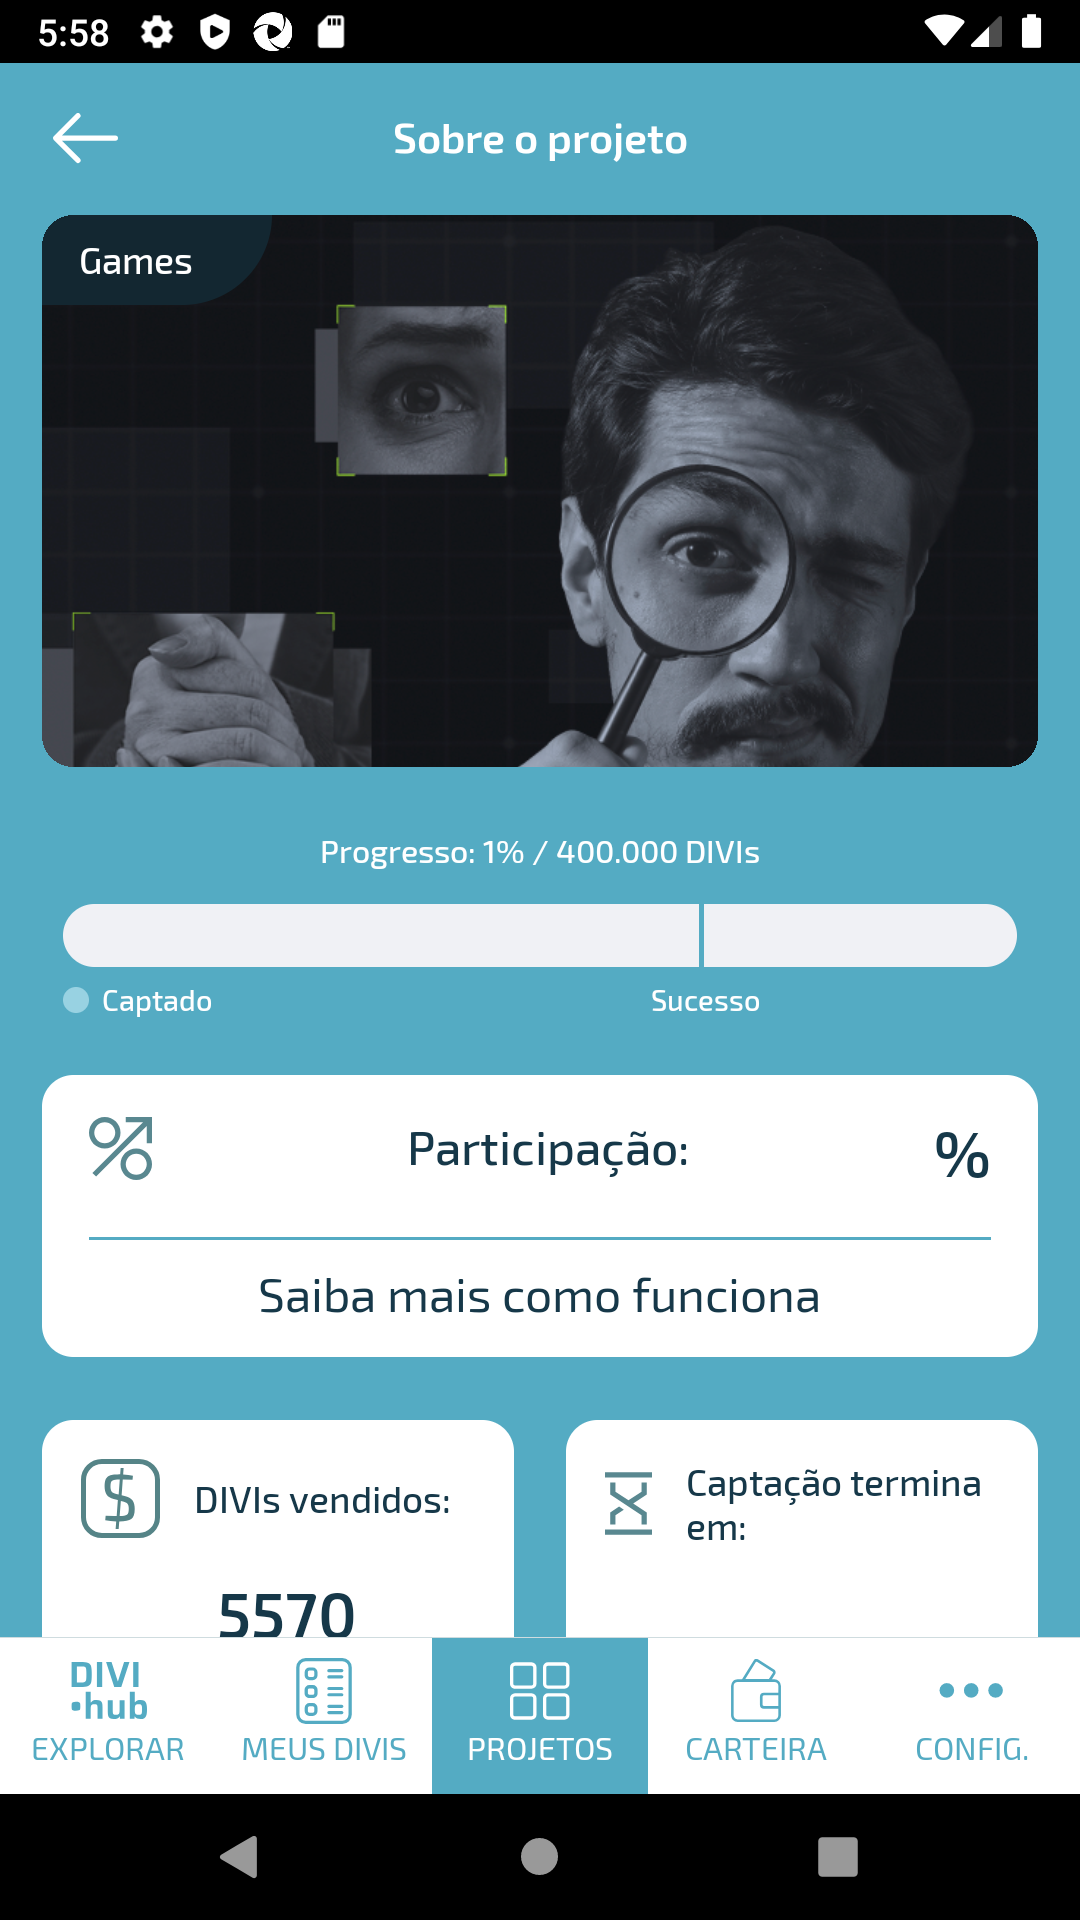 5:58
Sobre o projeto
Games
Progresso: 1% / 400.000 DIVIs
Captado
Sucesso
Participação:
%
Saiba mais como funciona
DIVIs vendidos:
5570
Captação termina
em:
DIVI
hub
EXPLORAR
MEUS DIVIS
PROJETOS
CARTEIRA
CONFIG.